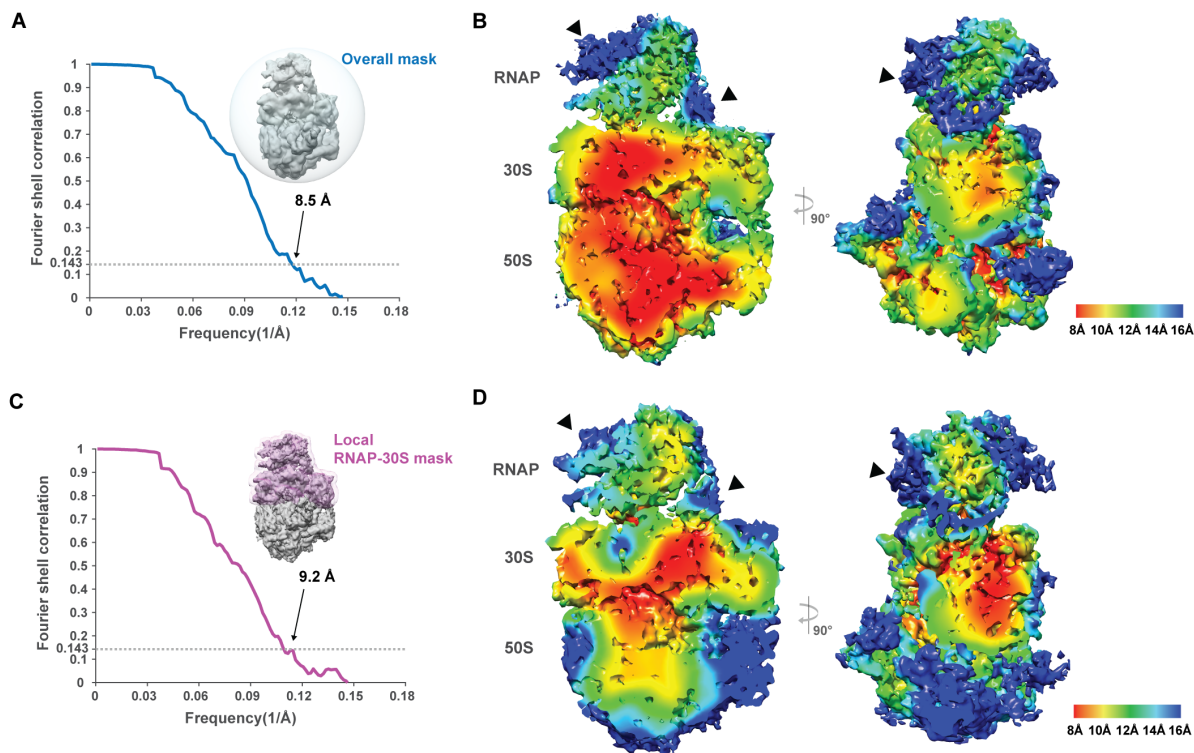 A
Fourier shell correlation
1
0.9
0.8
0.7
0.6
0.5
0.4
0.3
0.2
0.143
0.1
0
0 0.03 0.06 0.09 0.12 0.15 0.18
Frequency(1/Å)
Overall mask
8.5 Å
B
RNAP
30S
50S
90°
8Å 10Å 12Å 14Å 16Å
C
Fourier shell correlation
1
0.9
0.8
0.7
0.6
0.5
0.4
0.3
0.2
0.143
0.1
0
0 0.03 0.06 0.09 0.12 0.15 0.18
Frequency(1/Å)
Local
RNAP-30S mask
9.2 Å
D
RNAP
30S
50S
90°
8Å 10Å 12Å 14Å 16Å